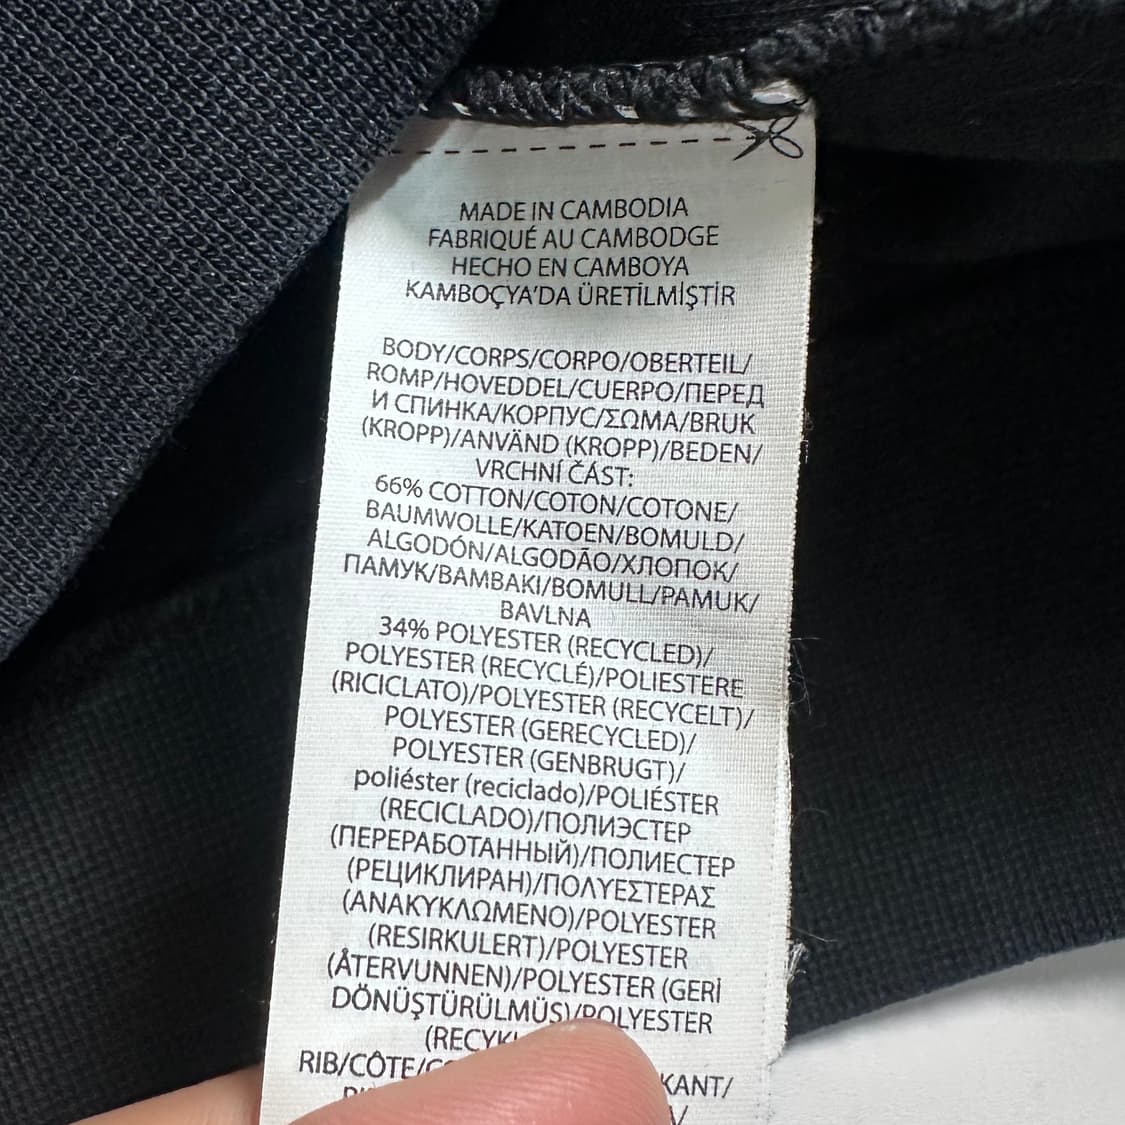 MADE IN CAMBODIA
FABRIQUÉ AU CAMBODGE
HECHO EN CAMBOYA
KAMBOÇYA'DA ÜRETİLMİŞTİR
BODY/CORPS/CORPO/OBERTEIL/
ROMP/HOVEDDEL/CUERPO/ПЕРЕД
И СПИНКА/КОРПУС/ΣΩΜΑ/BRUK
(KROPP)/ANVÄND (KROPP)/BEDEN/
VRCHNÍ ČÁST:
66% COTTON/COTON/COTONE/
BAUMWOLLE/KATOEN/BOMULD/
ALGODÓN/ALGODÃO/ХЛОПОК/
ПАМУК/ΒΑΜΒΑΚΙ/BOMULL/PAMUK/
BAVLNA
34% POLYESTER (RECYCLED)/
POLYESTER (RECYCLÉ)/POLIESTERE
(RICICLATO)/POLYESTER (RECYCELT)/
POLYESTER (GERECYCLED)/
POLYESTER (GENBRUGT)/
poliéster (reciclado)/POLIÉSTER
(RECICLADO)/ПОЛИЭСТЕР
(ПЕРЕРАБОТАННЫЙ)/ПОЛИЕСТЕР
(РЕЦИКЛИРАН)/ΠΟΛΥΕΣΤΕΡΑΣ
(ΑΝΑΚΥΚΛΩΜΕΝΟ)/POLYESTER
(RESIRKULERT)/POLYESTER
(ÅTERVUNNEN)/POLYESTER (GERİ
DÖNÜŞTÜRÜLMÜŞ)/POLYESTER
RIB/CÔTE/